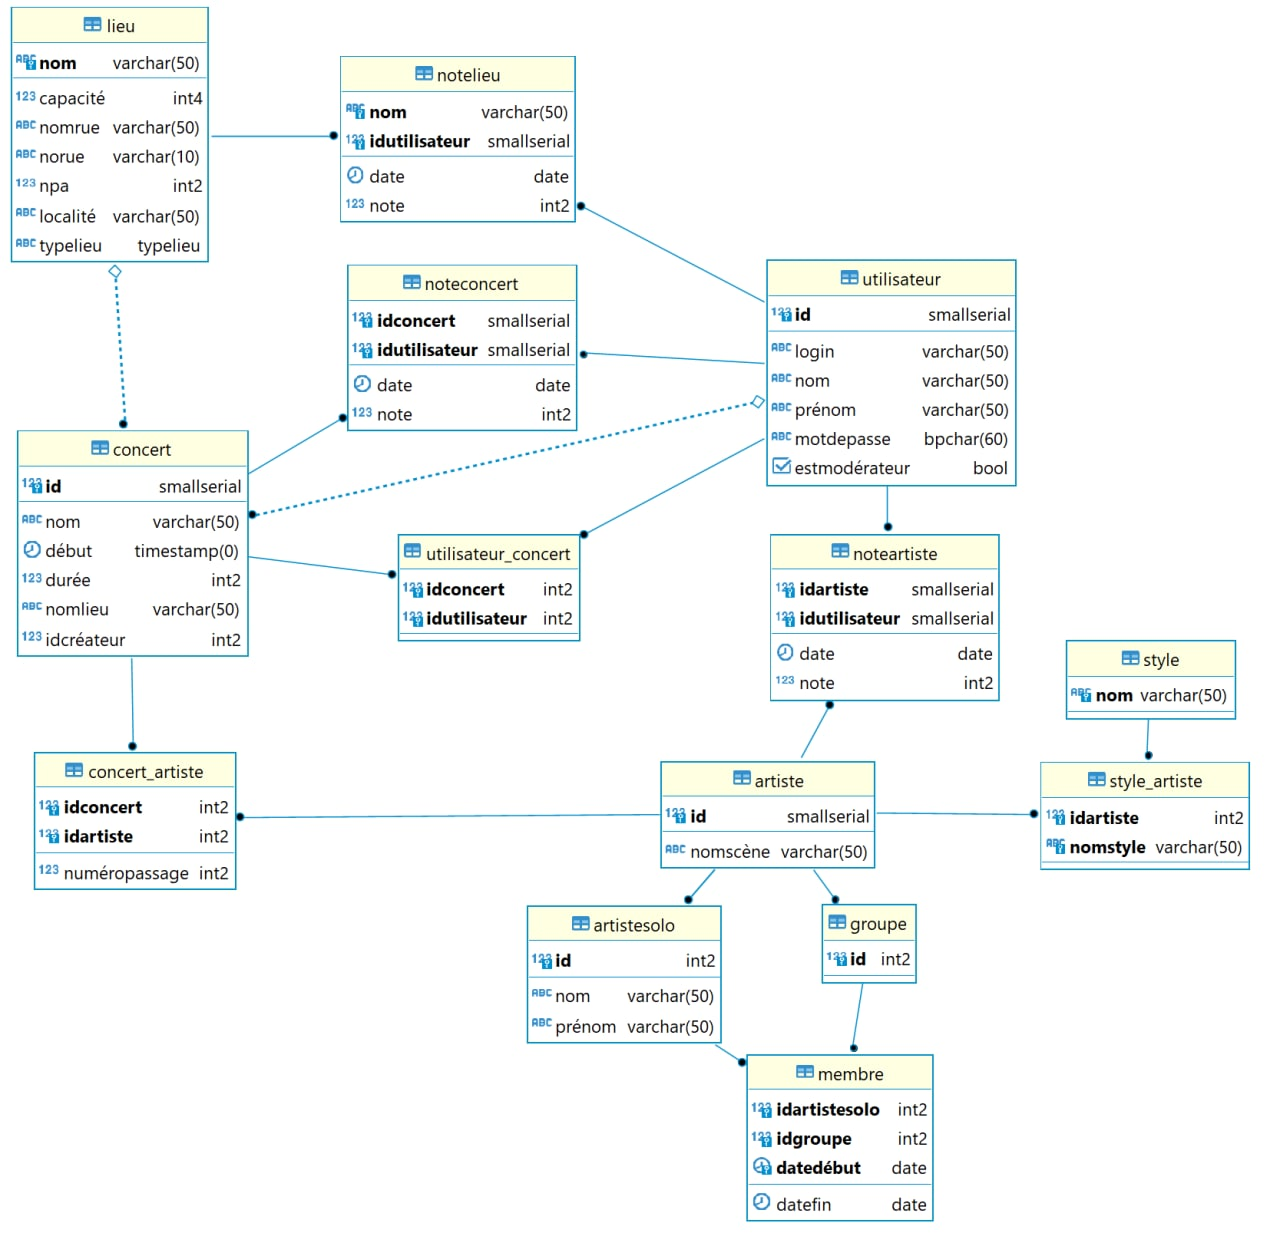 lieu
nom varchar(50)
capacité int4
nomrue varchar(50)
norue varchar(10)
npa int2
localité varchar(50)
typelieu typelieu
notelieu
nom varchar(50)
idutilisateur smallserial
date date
note int2
noteconcert
idconcert smallserial
idutilisateur smallserial
date date
note int2
utilisateur
id smallserial
login varchar(50)
nom varchar(50)
prénom varchar(50)
motdepasse bpchar(60)
estmodérateur bool
concert
id smallserial
nom varchar(50)
début timestamp(0)
durée int2
nomlieu varchar(50)
idcréateur int2
utilisateur_concert
idconcert int2
idutilisateur int2
noteartiste
idartiste smallserial
idutilisateur smallserial
date date
note int2
style
nom varchar(50)
concert_artiste
idconcert int2
idartiste int2
numéropassage int2
artiste
id smallserial
nomscène varchar(50)
style_artiste
idartiste int2
nomstyle varchar(50)
artistesolo
id int2
nom varchar(50)
prénom varchar(50)
groupe
id int2
membre
idartistesolo int2
idgroupe int2
datedébut date
datefin date